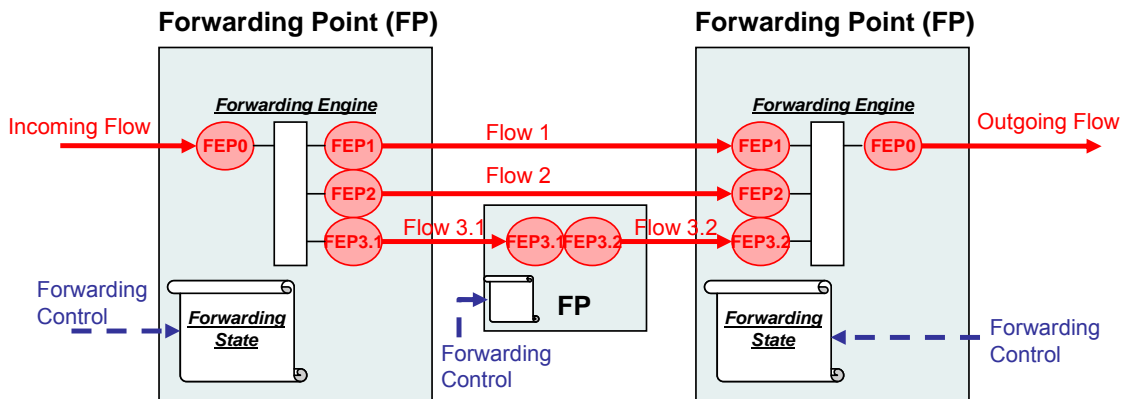 Forwarding Point (FP)
Forwarding Point (FP)
Forwarding Engine
Forwarding Engine
Incoming Flow
FEP0
FEP1
Flow 1
FEP1
FEP0
Outgoing Flow
FEP2
Flow 2
FEP2
FEP3.1
Flow 3.1
FEP3.1
FEP3.2
Flow 3.2
FEP3.2
Forwarding
Control
Forwarding
State
FP
Forwarding
Control
Forwarding
State
Forwarding
Control